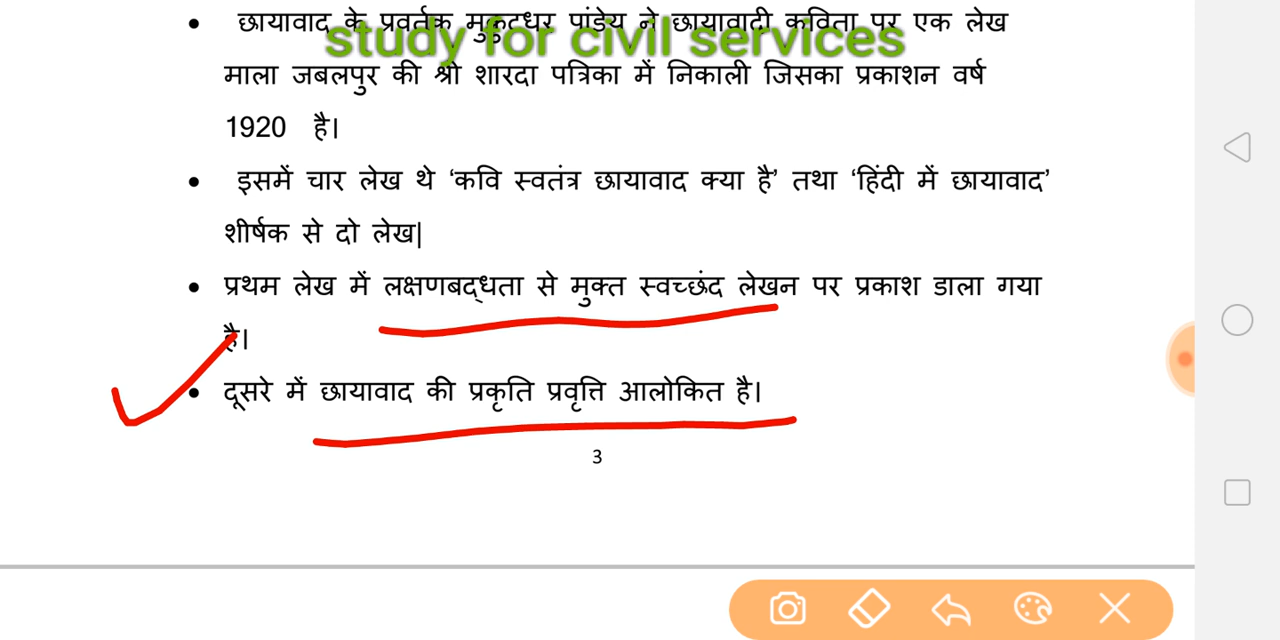 छायावाद के प्रवर्तक मुकुटधर पांडेय ने छायावादी कविता पर एक लेख
study for civil services
माला जबलपुर की श्री शारदा पत्रिका में निकाली जिसका प्रकाशन वर्ष
1920 है।
इसमें चार लेख थे ‘कवि स्वतंत्र छायावाद क्या है’ तथा ‘हिंदी में छायावाद’
शीर्षक से दो लेख|
प्रथम लेख में लक्षणबद्धता से मुक्त स्वच्छंद लेखन पर प्रकाश डाला गया
है।
दूसरे में छायावाद की प्रकृति प्रवृत्ति आलोकित है।
3